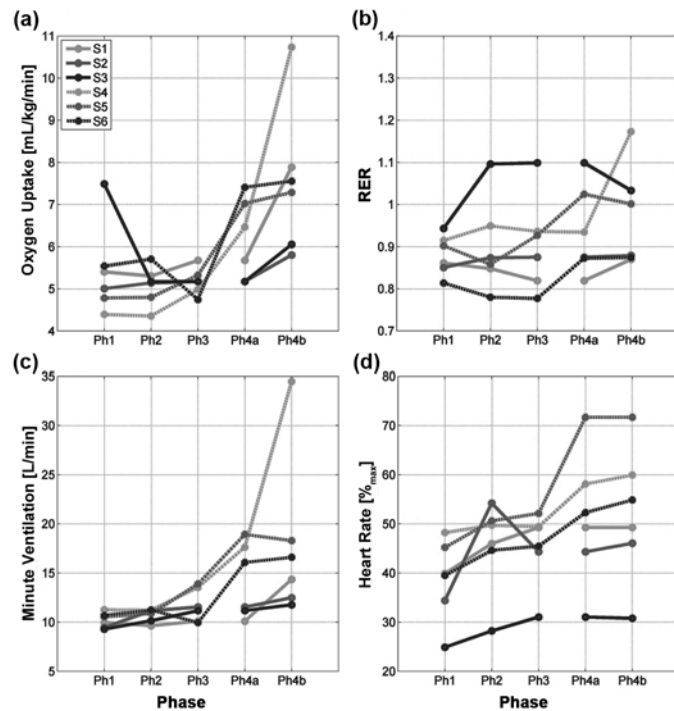 (a)
Oxygen Uptake [mL/kg/min]
11
10
9
8
7
6
5
4
S1
S2
S3
S4
S5
S6
Ph1 Ph2 Ph3 Ph4a Ph4b
(b)
RER
1.4
1.3
1.2
1.1
1
0.9
0.8
0.7
Ph1 Ph2 Ph3 Ph4a Ph4b
(c)
Minute Ventilation [L/min]
35
30
25
20
15
10
5
Ph1 Ph2 Ph3 Ph4a Ph4b
Phase
(d)
Heart Rate [%max]
80
70
60
50
40
30
20
Ph1 Ph2 Ph3 Ph4a Ph4b
Phase